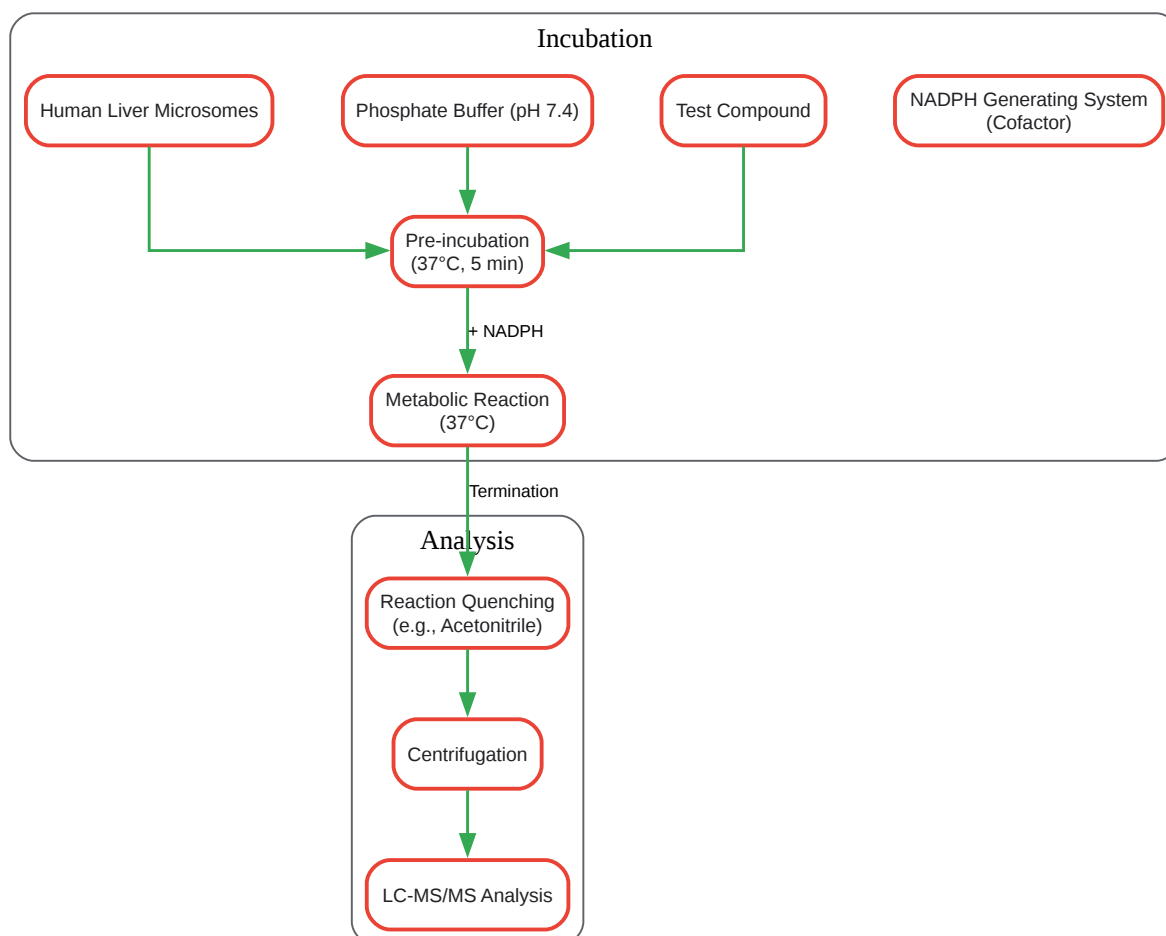 Incubation
Human Liver Microsomes
Phosphate Buffer (pH 7.4)
Test Compound
NADPH Generating System
(Cofactor)
Pre-incubation
(37°C, 5 min)
+ NADPH
Metabolic Reaction
(37°C)
Termination
Analysis
Reaction Quenching
(e.g., Acetonitrile)
Centrifugation
LC-MS/MS Analysis